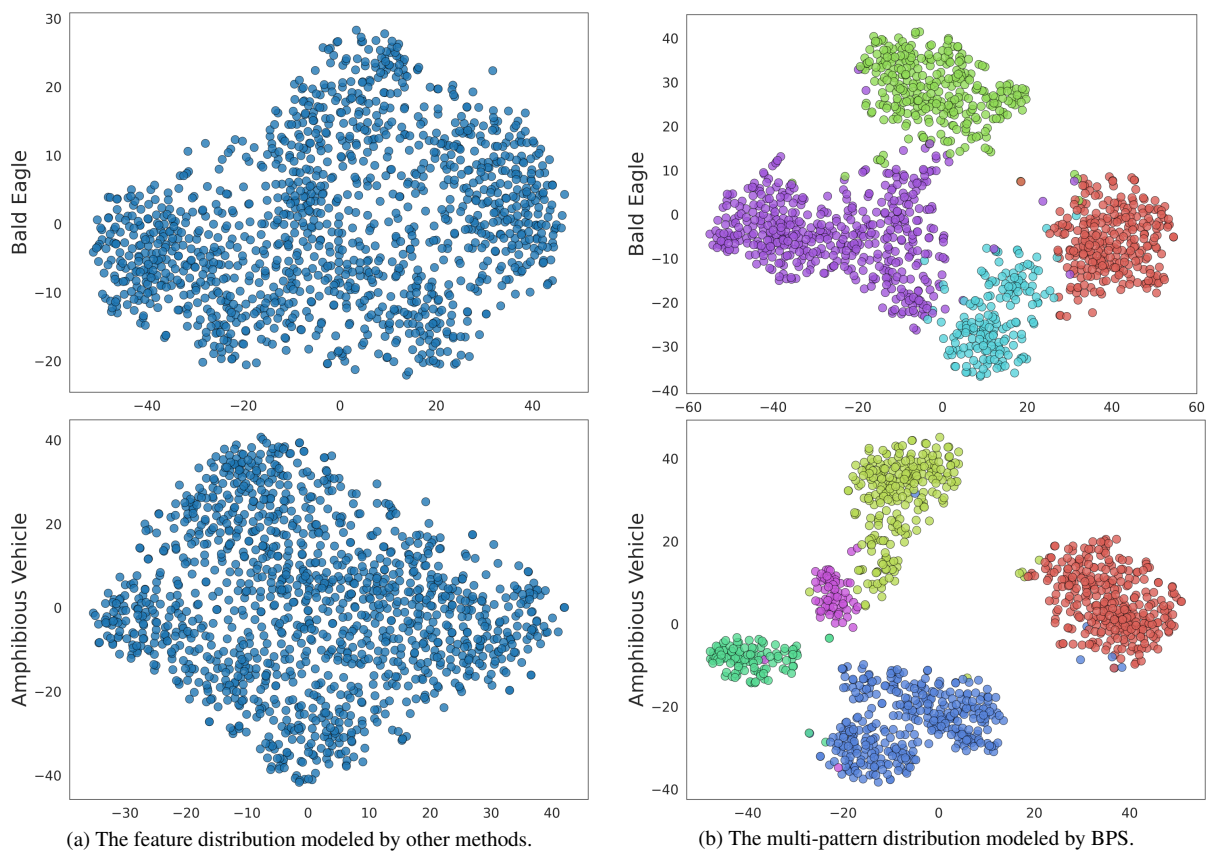 30
20
10
0
−10
−20
Bald Eagle
−40 −20 0 20 40
40
30
20
10
0
−10
−20
−30
−40
Bald Eagle
−60 −40 −20 0 20 40 60
40
20
0
−20
−40
Amphibious Vehicle
−30 −20 −10 0 10 20 30 40
(a) The feature distribution modeled by other methods.
40
20
0
−20
−40
Amphibious Vehicle
−40 −20 0 20 40
(b) The multi-pattern distribution modeled by BPS.